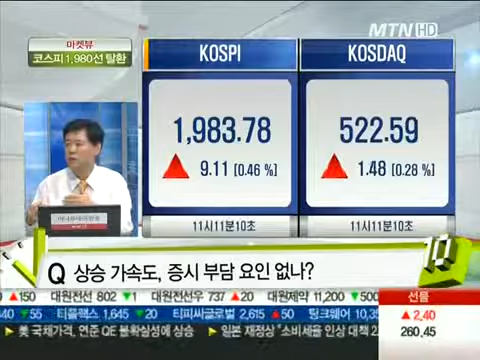 마켓뷰
코스피 1,980선 탈환
MTN HD
KOSPI
1,983.78
▲ 9.11 [0.46 %]
11시11분10초
KOSDAQ
522.59
▲ 1.48 [0.28 %]
11시11분10초
Q 상승 가속도, 증시 부담 요인 없나?
▲150 대원전선 802 ▼1 대원전선우 737 ▲20 대원제약 11,200 ▼500
▼55 티플랙스 1,645 ▼20 티피씨글로벌 2,615 ▲50 팅크웨어 10,35
▶ 美 국채가격, 연준 QE 불확실성에 상승 ▶ 일본 재정상 "소비세율 인상 대책 2
선물
▲ 2,40
260,45